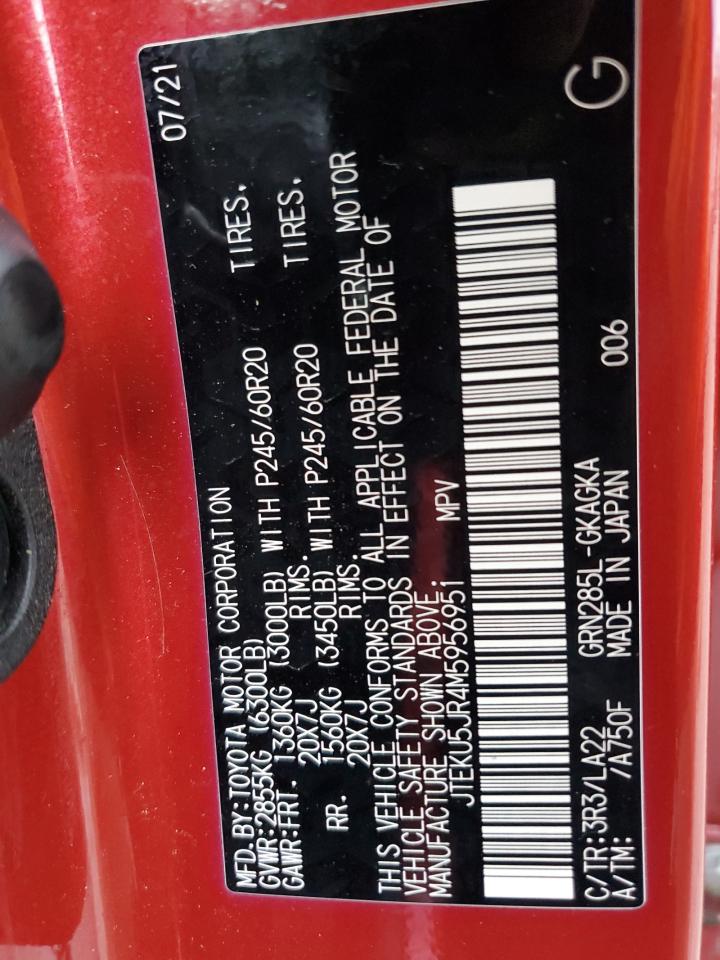 MFD.BY:TOYOTA MOTOR CORPORATION 07/21
GVWR:2855KG (6300LB)
GAWR:FRT. 1360KG (3000LB) WITH P245/60R20 TIRES.
20X7J RIMS.
RR. 1560KG (3450LB) WITH P245/60R20 TIRES.
20X7J RIMS.
THIS VEHICLE CONFORMS TO ALL APPLICABLE FEDERAL MOTOR
VEHICLE SAFETY STANDARDS IN EFFECT ON THE DATE OF
MANUFACTURE SHOWN ABOVE.
JTEKU5JR4M5956951 MPV
C/TR:3R3/LA22 GRN285L-GKAGKA 006 G
A/TM: /A750F MADE IN JAPAN